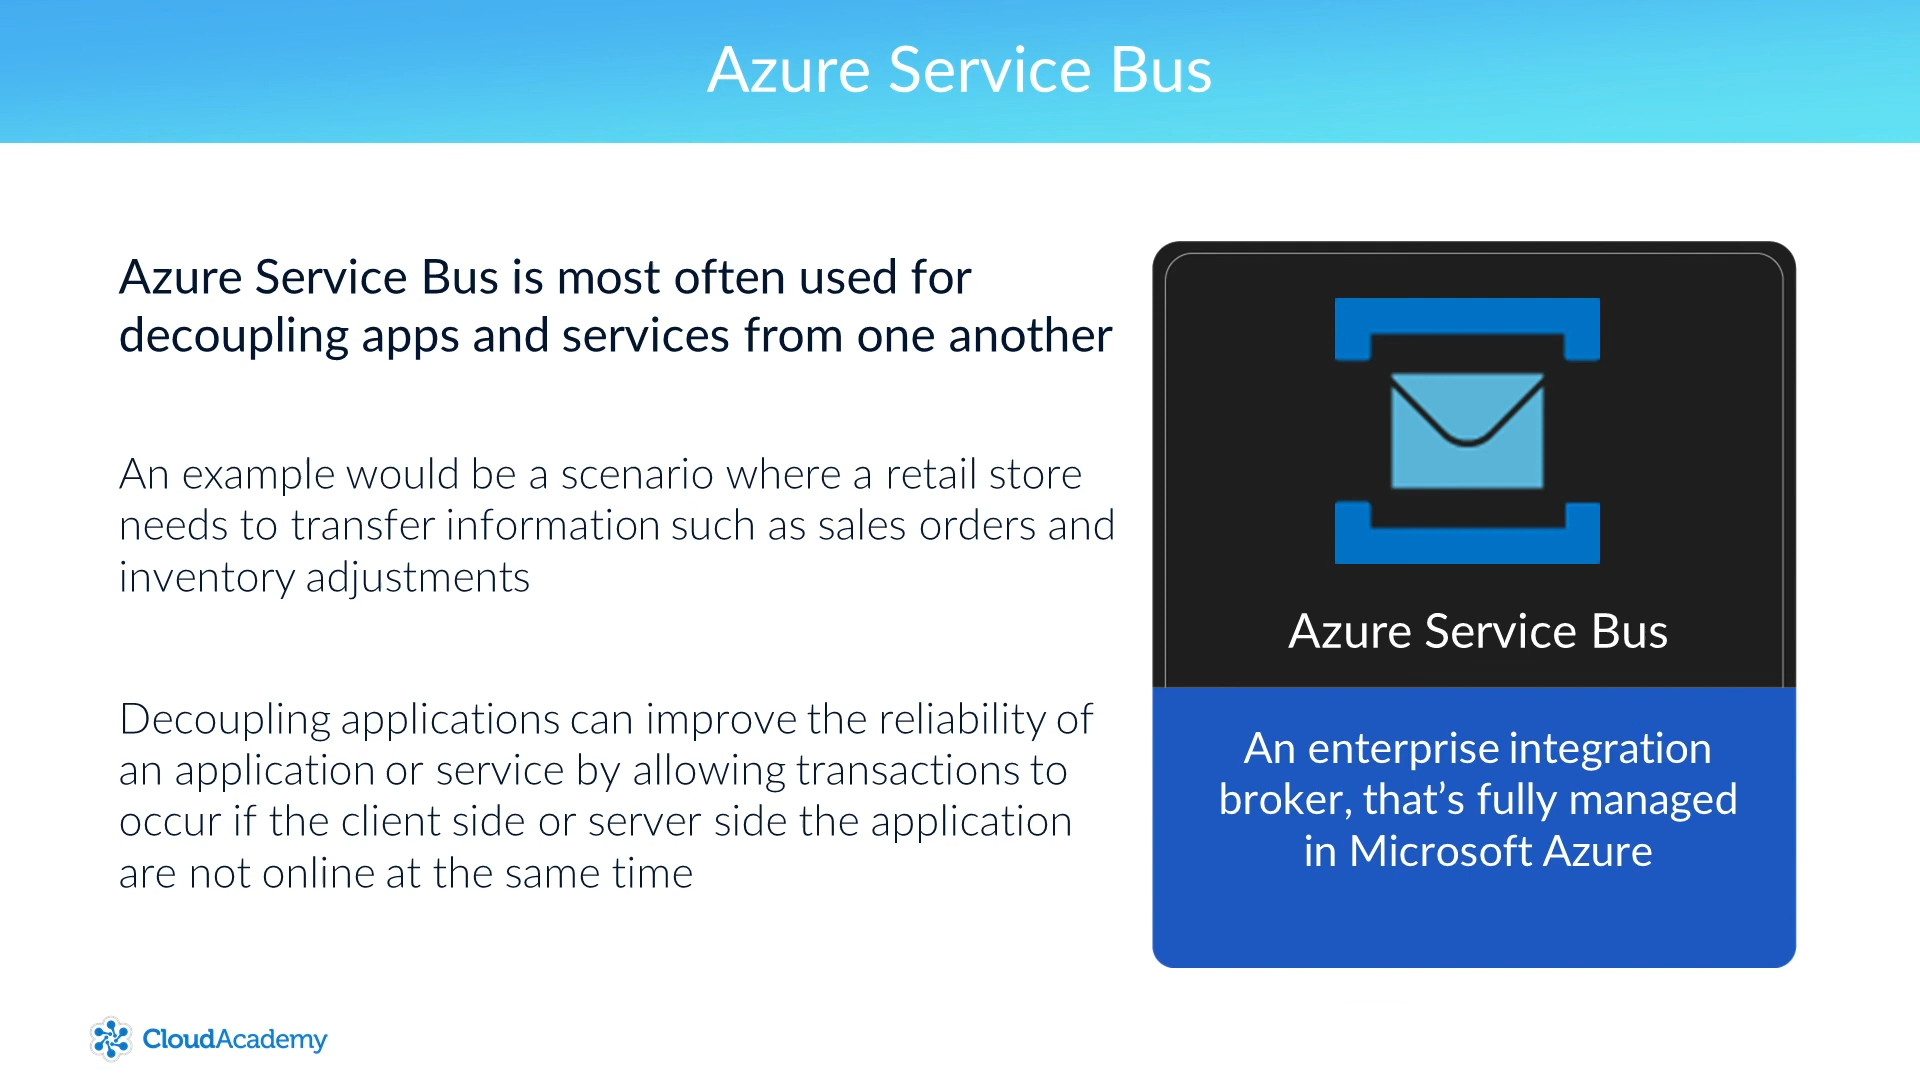 Azure Service Bus
Azure Service Bus is most often used for
decoupling apps and services from one another
An example would be a scenario where a retail store
needs to transfer information such as sales orders and
inventory adjustments
Decoupling applications can improve the reliability of
an application or service by allowing transactions to
occur if the client side or server side the application
are not online at the same time
Azure Service Bus
An enterprise integration
broker, that’s fully managed
in Microsoft Azure
CloudAcademy